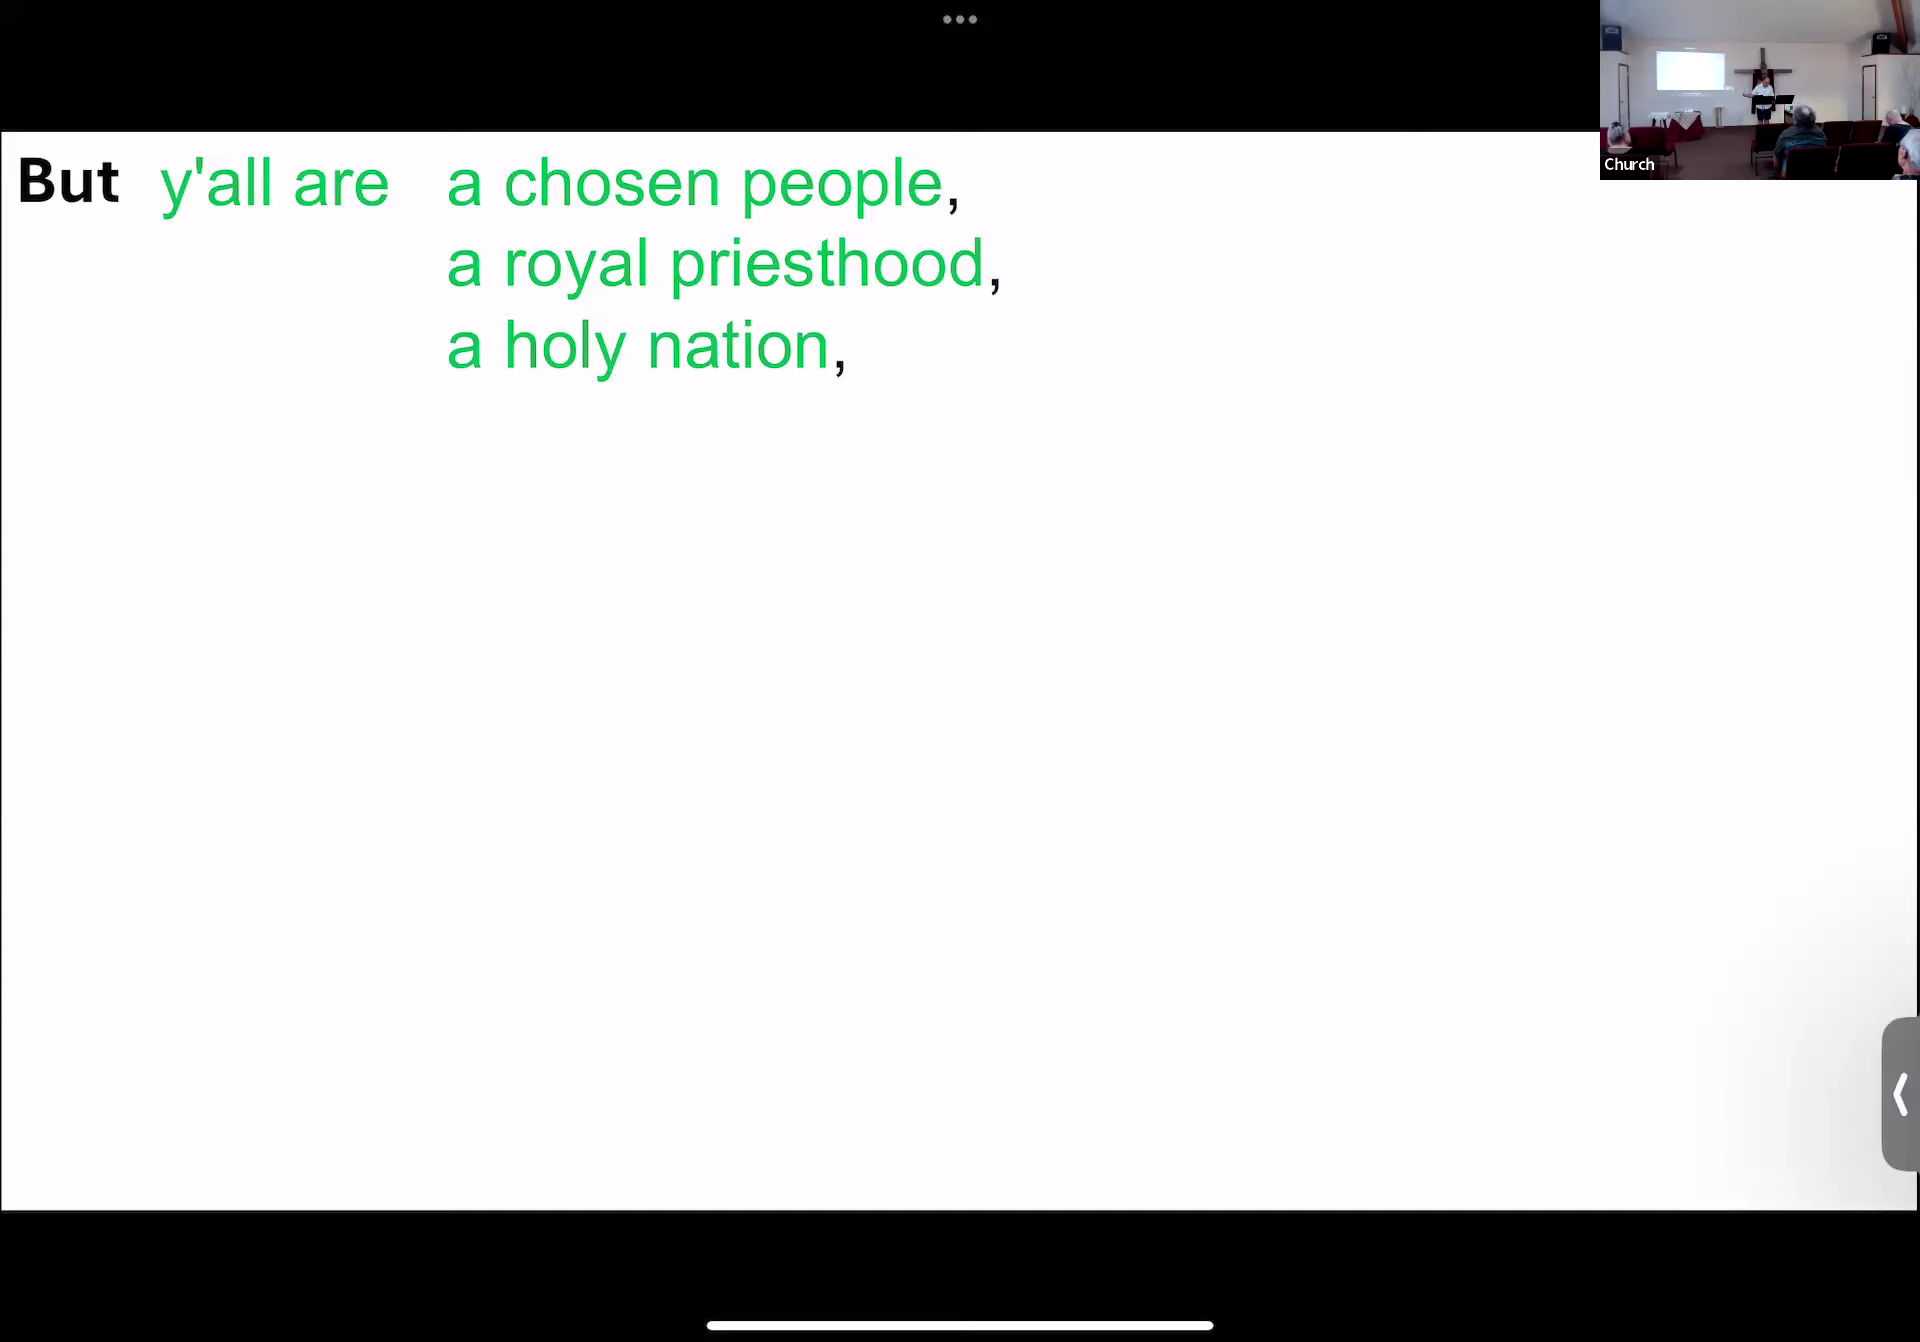 But y'all are a chosen people,
a royal priesthood,
a holy nation,
Church